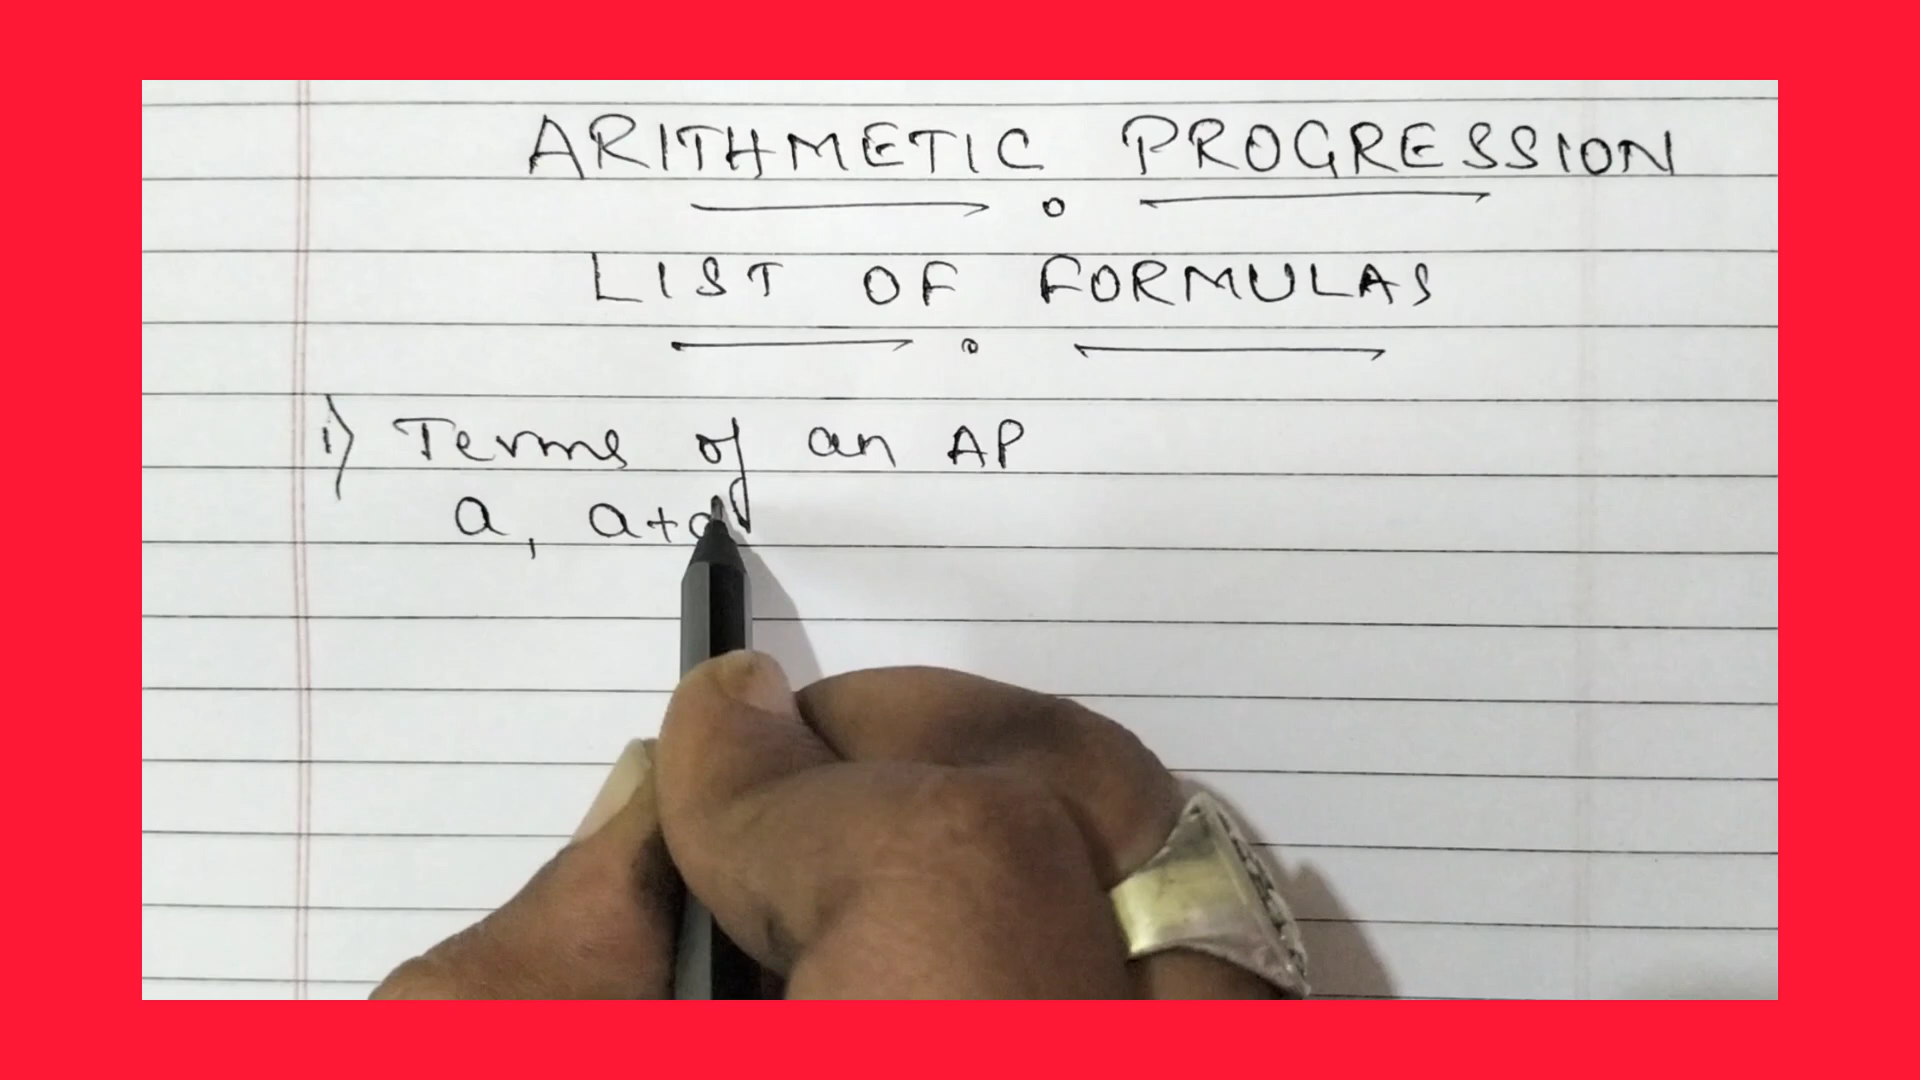 ARITHMETIC PROGRESSION
LIST OF FORMULAS
i) Terms of an AP
a, a+d